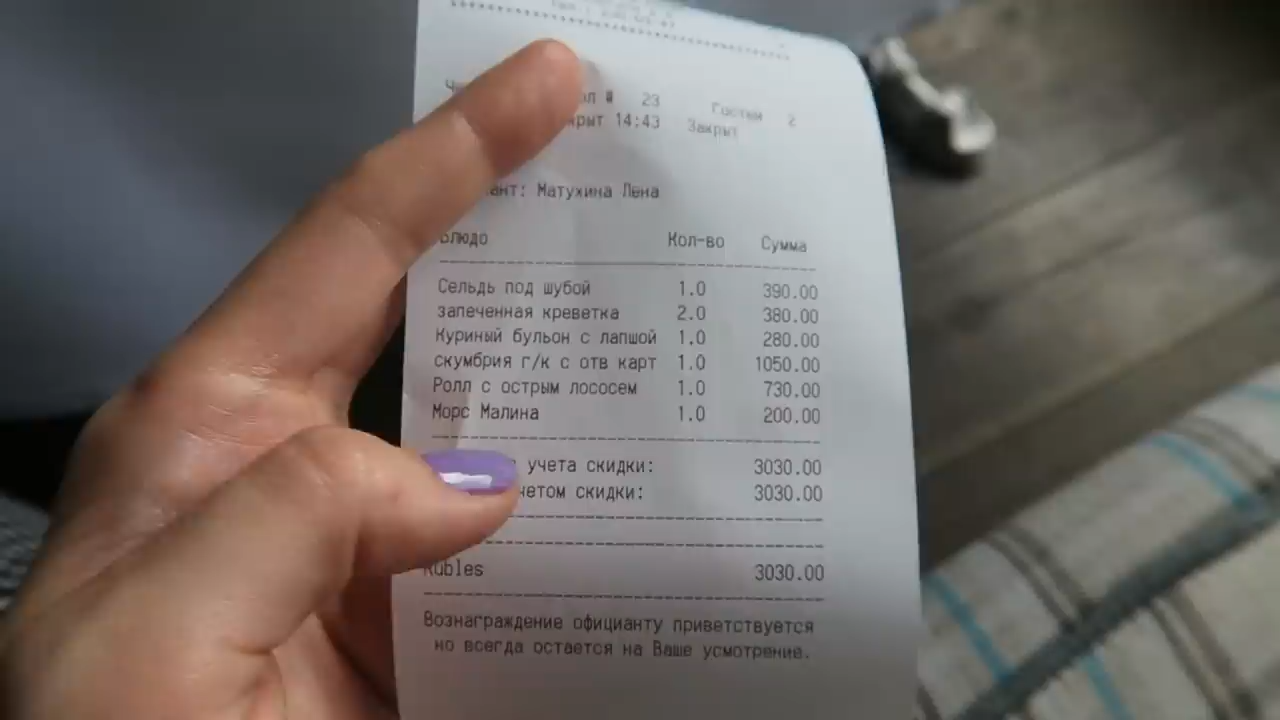 23 Гостей 2
14:43 Закрыт
Матухина Лена
Блюдо Кол-во Сумма
Сельдь под шубой 1.0 390.00
запеченная креветка 2.0 380.00
Куриный бульон с лапшой 1.0 280.00
скумбрия г/к с отв карт 1.0 1050.00
Ролл с острым лососем 1.0 730.00
Морс Малина 1.0 200.00
учета скидки: 3030.00
скидки: 3030.00
Rubles 3030.00
Вознаграждение официанту приветствуется
но всегда остается на Ваше усмотрение.